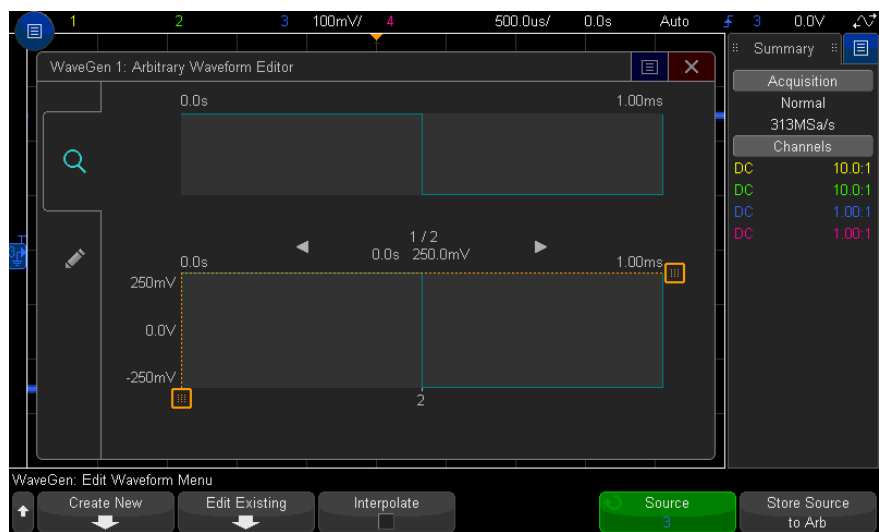 1 2 3 100mV/ 4 500.0us/ 0.0s Auto 3 0.0V
Summary
WaveGen 1: Arbitrary Waveform Editor
Acquisition
Normal
313MSa/s
Channels
DC 10.0:1
DC 10.0:1
DC 1.00:1
DC 1.00:1
0.0s 1.00ms
1 / 2
0.0s 250.0mV
0.0s 1.00ms
250mV
0.0V
-250mV
2
WaveGen: Edit Waveform Menu
Create New
Edit Existing
Interpolate
Source
3
Store Source
to Arb